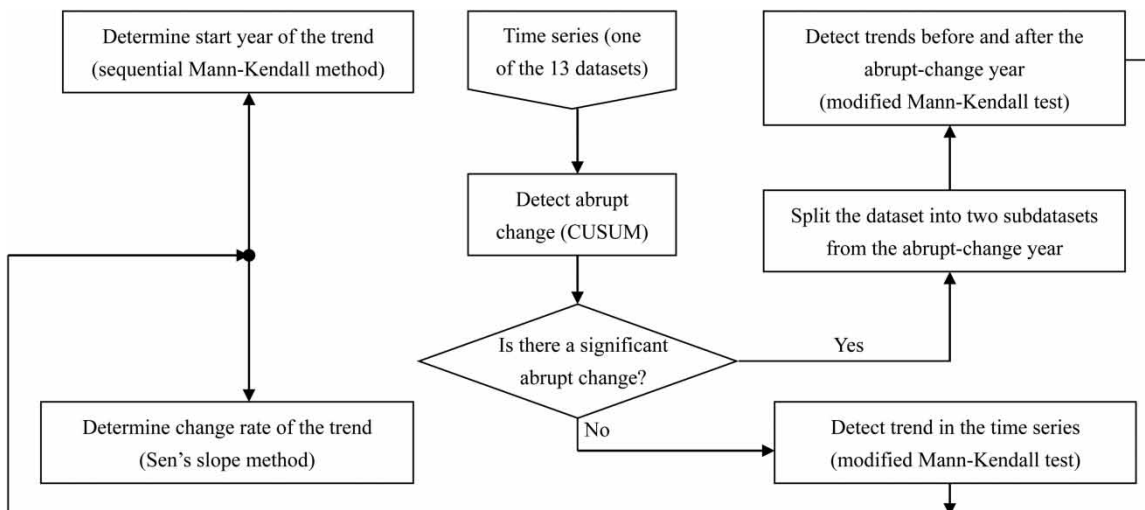 Determine start year of the trend
(sequential Mann-Kendall method)
Time series (one
of the 13 datasets)
Detect trends before and after the
abrupt-change year
(modified Mann-Kendall test)
Detect abrupt
change (CUSUM)
Split the dataset into two subdatasets
from the abrupt-change year
Is there a significant
abrupt change?
Yes
No
Determine change rate of the trend
(Sen's slope method)
Detect trend in the time series
(modified Mann-Kendall test)